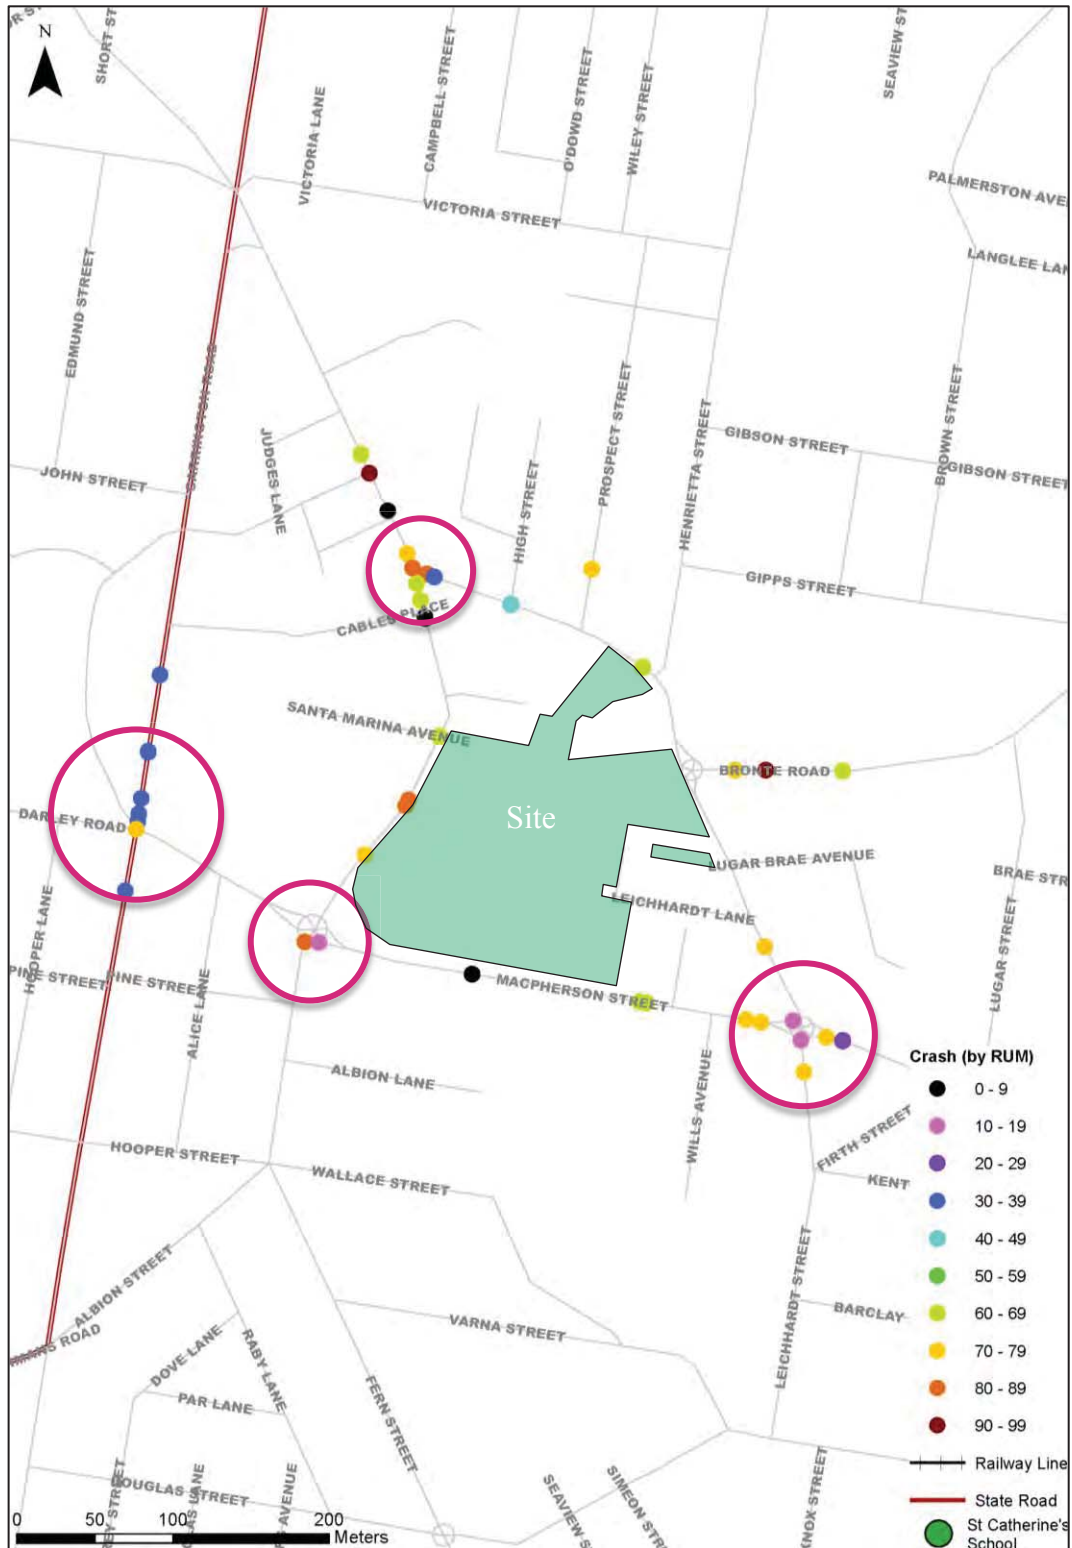 N
SHORT ST
SEAVIEW ST
CAMPBELL STREET
O'DOWD STREET
WILEY STREET
VICTORIA LANE
PALMERSTON AVE
VICTORIA STREET
LANGLEE LAN
EDMUND STREET
CARRINGTON ROAD
PROSPECT STREET
BROWN STREET
HENRIETTA STREET
GIBSON STREET
GIBSON STREET
JUDGES LANE
JOHN STREET
HIGH STREET
GIPPS STREET
CABLES PLACE
SANTA MARINA AVENUE
BRONTE ROAD
Site
DARLEY ROAD
LUGAR BRAE AVENUE
BRAE STR
LEICHHARDT LANE
HOOPER LANE
LUGAR STREET
PINE STREET
PINE STREET
MACPHERSON STREET
ALICE LANE
ALBION LANE
WILLS AVENUE
FIRTH STREET
HOOPER STREET
WALLACE STREET
KENT
ALBION STREET
LEICHHARDT STREET
BARCLAY
VARNA STREET
DOVE LANE
RABY LANE
PAR LANE
FERN STREET
DOUGLAS STREET
SEAVIEW S
SIMEON STR
KNOX STREET
Crash (by RUM)
0 - 9
10 - 19
20 - 29
30 - 39
40 - 49
50 - 59
60 - 69
70 - 79
80 - 89
90 - 99
Railway Line
State Road
St Catherine's
School
0 50 100 200
Meters